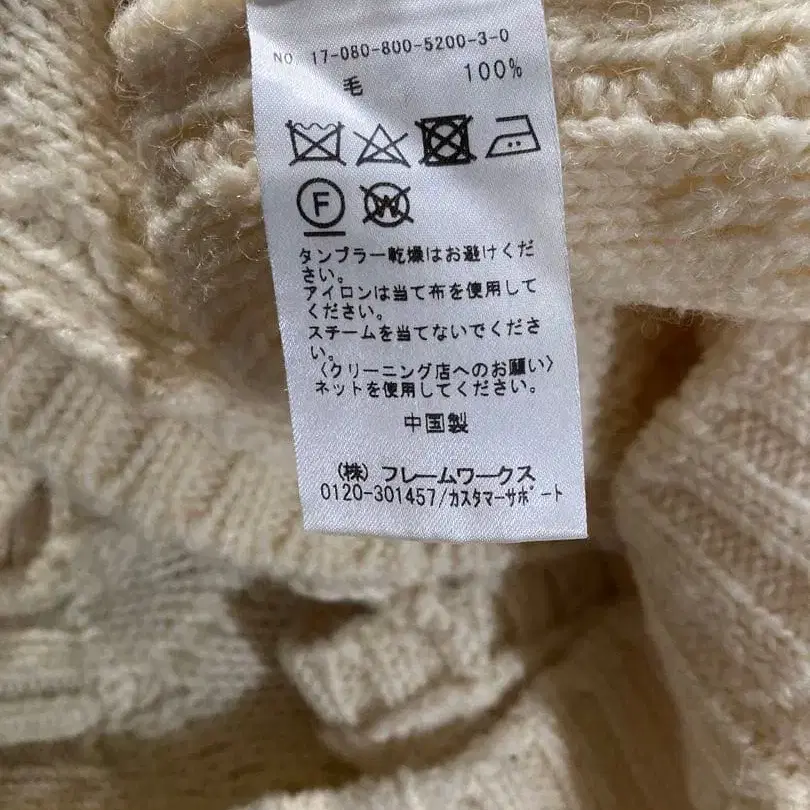 NO 17-080-800-5200-3-0
毛 100%
F W
タンブラー乾燥はお避けくだ
さい。
アイロンは当て布を使用して
ください。
スチームを当てないでくださ
い。
〈クリーニング店へのお願い〉
ネットを使用してください。
中国製
(株) フレームワークス
0120-301457/カスタマーサポート